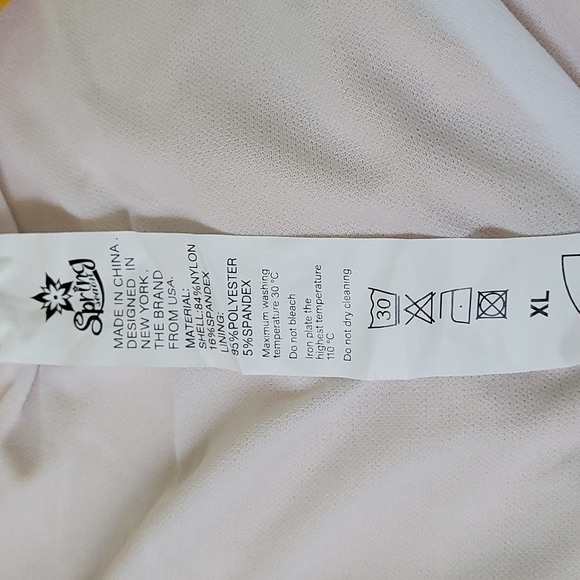 Spring
MADE IN CHINA.
DESIGNED IN
NEW YORK.
THE BRAND
FROM USA.
MATERIAL:
SHELL:84%NYLON
16%SPANDEX
LINING:
95%POLYESTER
5%SPANDEX
Maximum washing
temperature 30 °C
Do not bleach
Iron plate the
highest temperature
110 °C
Do not dry cleaning
30
XL